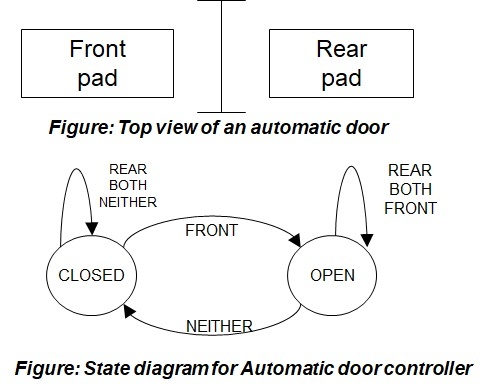 Front
pad
Rear
pad
Figure: Top view of an automatic door
REAR
BOTH
NEITHER
REAR
BOTH
FRONT
FRONT
CLOSED
OPEN
NEITHER
Figure: State diagram for Automatic door controller